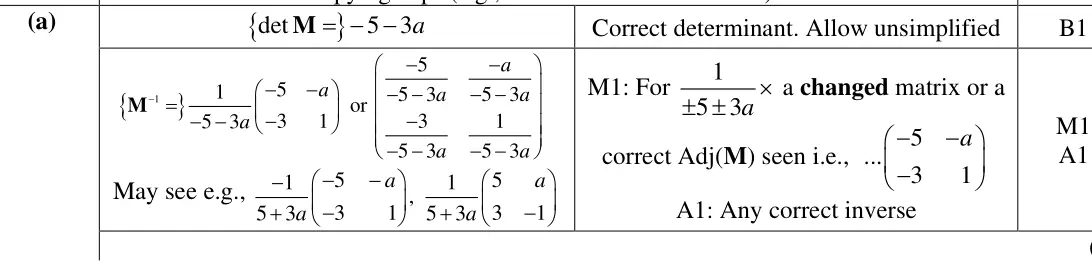 (a) {det M =} −5−3a Correct determinant. Allow unsimplified B1
{M⁻¹ =} 1/(−5−3a) (−5 −a; −3 1) or (−5/(−5−3a) −a/(−5−3a); −3/(−5−3a) 1/(−5−3a))
May see e.g., −1/(5+3a) (−5 −a; −3 1), 1/(5+3a) (5 a; 3 −1)
M1: For 1/(±5±3a) × a changed matrix or a
correct Adj(M) seen i.e., ...(−5 −a; −3 1)
A1: Any correct inverse
M1
A1